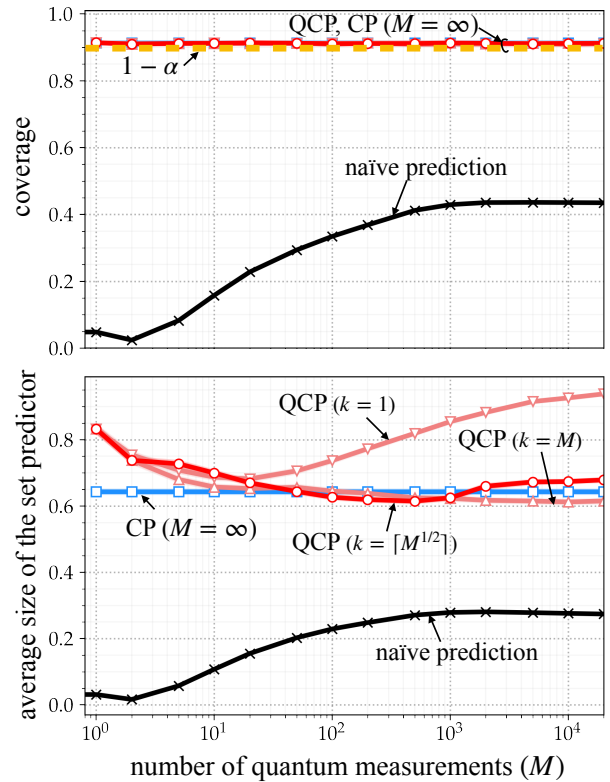 1.0
QCP, CP (M = ∞)
1 − α
0.8
naïve prediction
0.6
0.4
0.2
0.0
coverage
QCP (k = 1)
0.8
QCP (k = M)
0.6
CP (M = ∞)
QCP (k = ⌈M^{1/2}⌉)
0.4
0.2
naïve prediction
0.0
average size of the set predictor
10^0 10^1 10^2 10^3 10^4
number of quantum measurements (M)